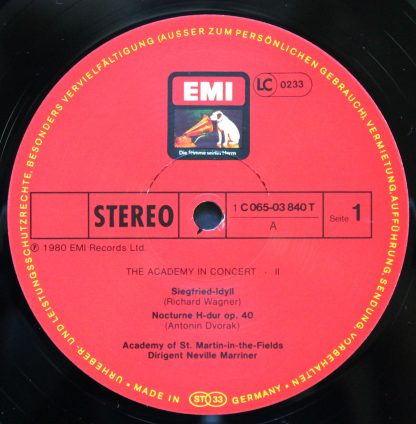 URHEBER- UND LEISTUNGSSCHUTZRECHTE, BESONDERS VERVIELFÄLTIGUNG (AUSSER ZUM PERSÖNLICHEN GEBRAUCH), VERMIETUNG, AUFFÜHRUNG, SENDUNG, VORBEHALTEN
EMI
LC 0233
Die Stimme seines Herrn
STEREO
1 C 065-03 840 T
A
Seite 1
℗ 1980 EMI Records Ltd.
THE ACADEMY IN CONCERT · II
Siegfried-Idyll
(Richard Wagner)
Nocturne H-dur op. 40
(Antonin Dvorak)
Academy of St. Martin-in-the-Fields
Dirigent Neville Marriner
• MADE IN ST 33 GERMANY •